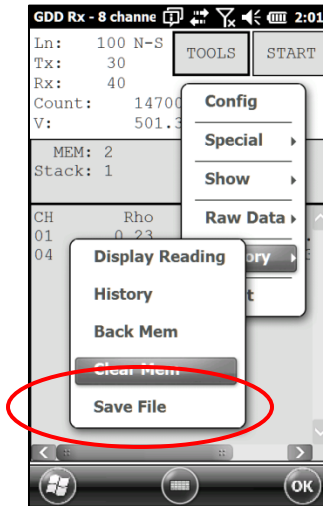 GDD Rx - 8 channe 2:01
Ln: 100 N-S
Tx: 30
Rx: 40
Count: 14700
V: 501.3
TOOLS START
MEM: 2
Stack: 1
CH Rho
01 0.23
04
Config
Special
Show
Raw Data
ory
t
Display Reading
History
Back Mem
Clear Mem
Save File
OK